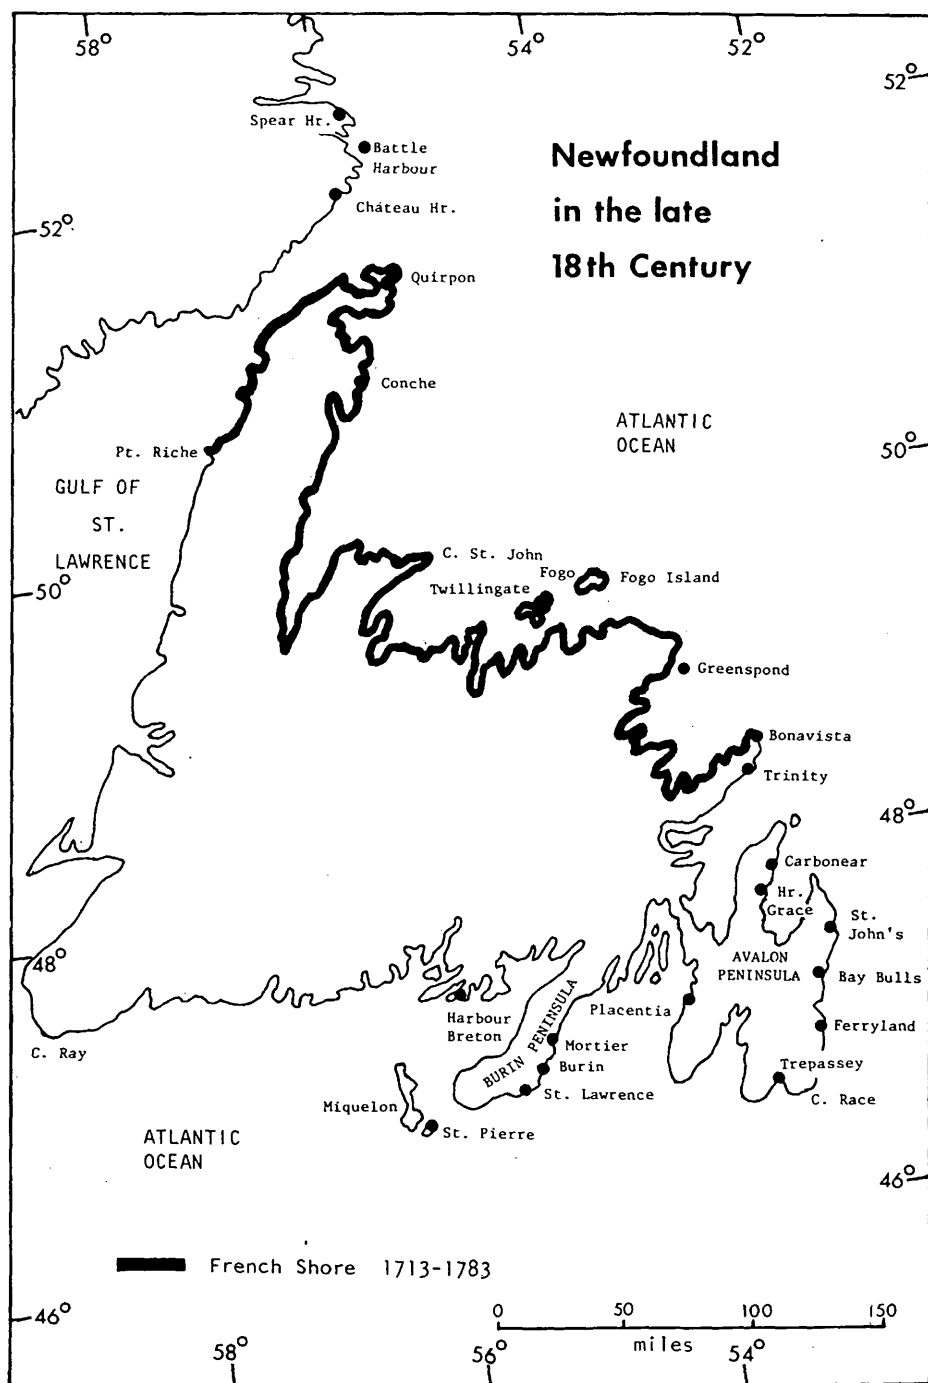 58°
54°
52°
52°
Spear Hr.
Battle
Harbour
Château Hr.
Newfoundland
in the late
18th Century
52°
Quirpon
Conche
ATLANTIC
OCEAN
50°
Pt. Riche
GULF OF
ST.
LAWRENCE
50°
C. St. John
Fogo
Fogo Island
Twillingate
Greenspond
Bonavista
Trinity
48°
Carbonear
Hr.
Grace
St.
John's
AVALON
PENINSULA
Bay Bulls
48°
Placentia
Ferryland
Harbour
Breton
BURIN PENINSULA
Mortier
Burin
St. Lawrence
Trepassey
C. Race
C. Ray
Miquelon
St. Pierre
ATLANTIC
OCEAN
46°
French Shore 1713-1783
46°
0 50 100 150
miles
58°
56°
54°